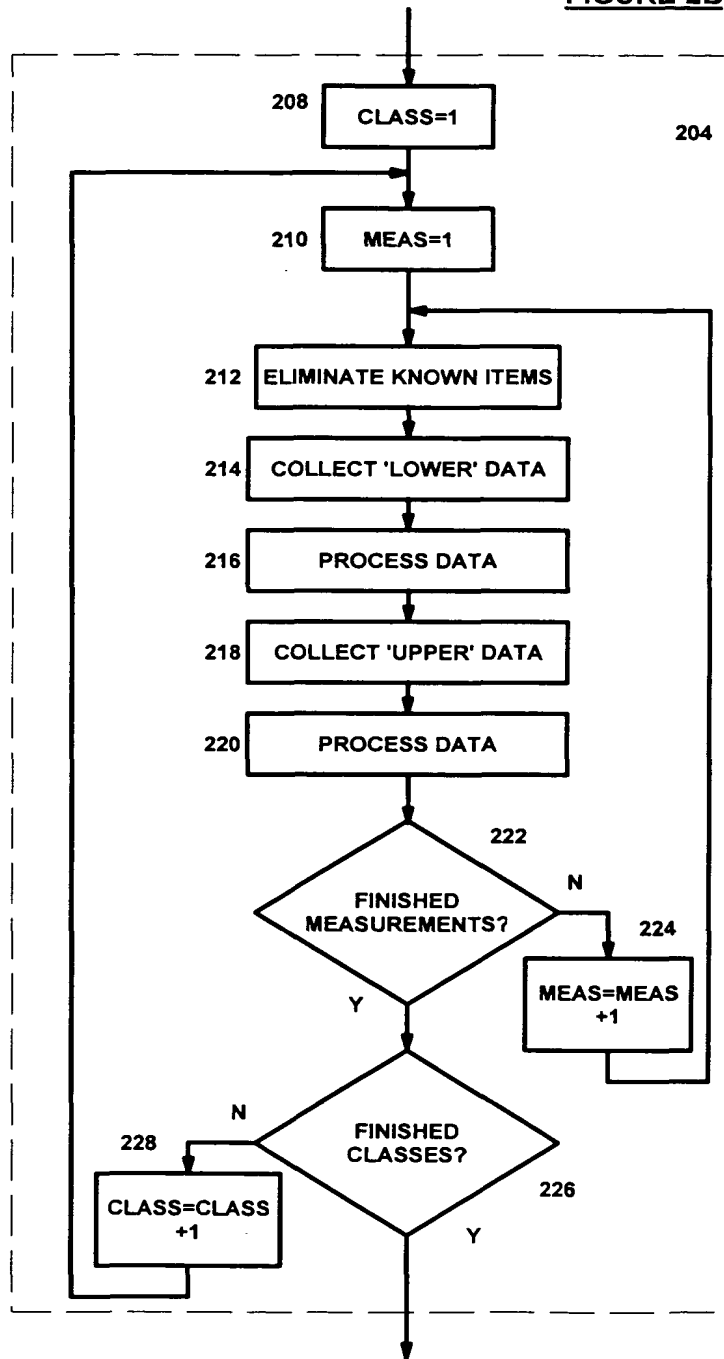 FIGURE 2B
208
CLASS=1
204
210
MEAS=1
212
ELIMINATE KNOWN ITEMS
214
COLLECT 'LOWER' DATA
216
PROCESS DATA
218
COLLECT 'UPPER' DATA
220
PROCESS DATA
222
FINISHED
MEASUREMENTS?
N
224
MEAS=MEAS
+1
Y
N
228
FINISHED
CLASSES?
226
CLASS=CLASS
+1
Y